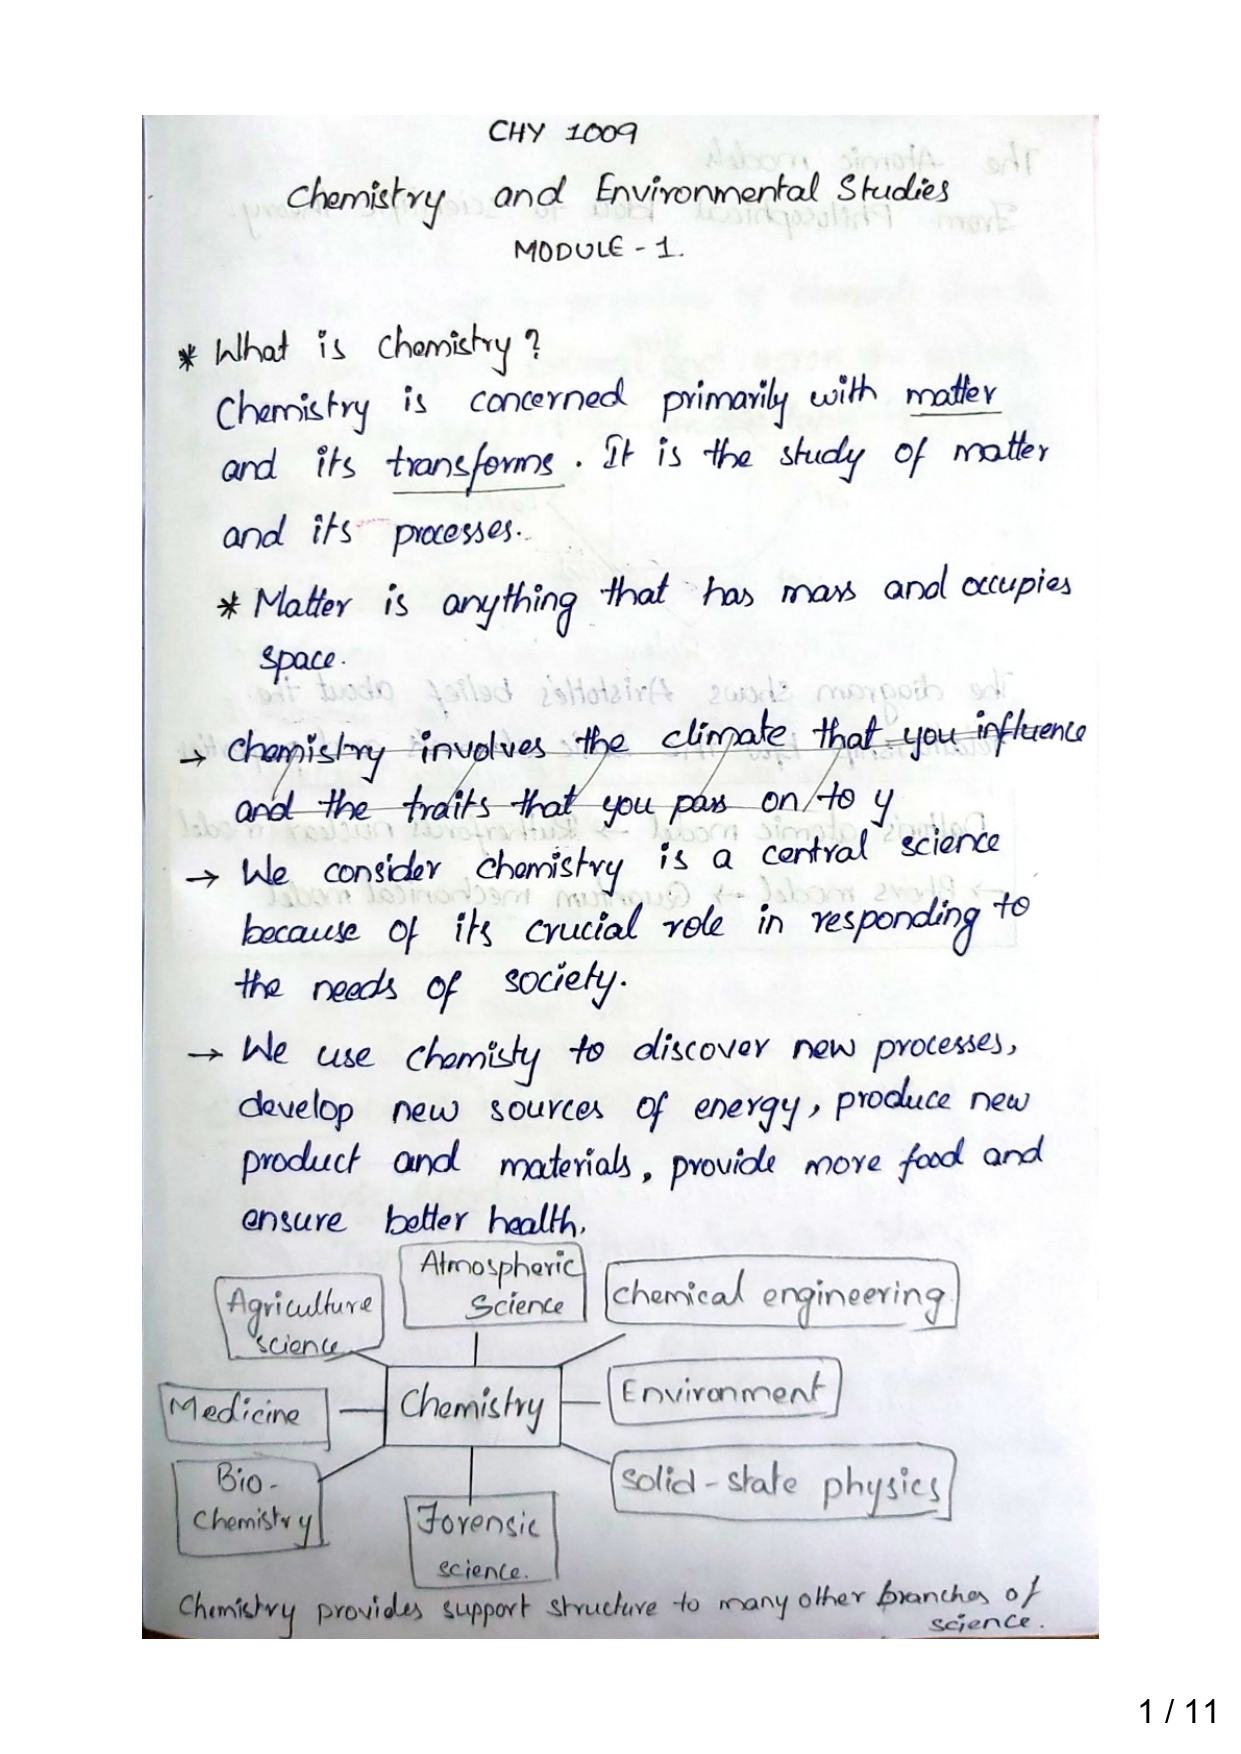 CHY 1009
Chemistry and Environmental Studies
MODULE - 1.
* What is chemistry?
Chemistry is concerned primarily with matter
and its transforms. It is the study of matter
and its processes.
* Matter is anything that has mass and occupies
space.
→ Chemistry involves the climate that you influence
and the traits that you pass on to y
→ We consider chemistry is a central science
because of its crucial role in responding to
the needs of society.
→ We use chemisty to discover new processes,
develop new sources of energy, produce new
product and materials, provide more food and
ensure better health.
Agriculture
science
Atmospheric
Science
chemical engineering
Medicine
Chemistry
Environment
Bio-
chemistry
Forensic
science.
Solid-state physics
Chemistry provides support structure to many other branches of
science.
1 / 11